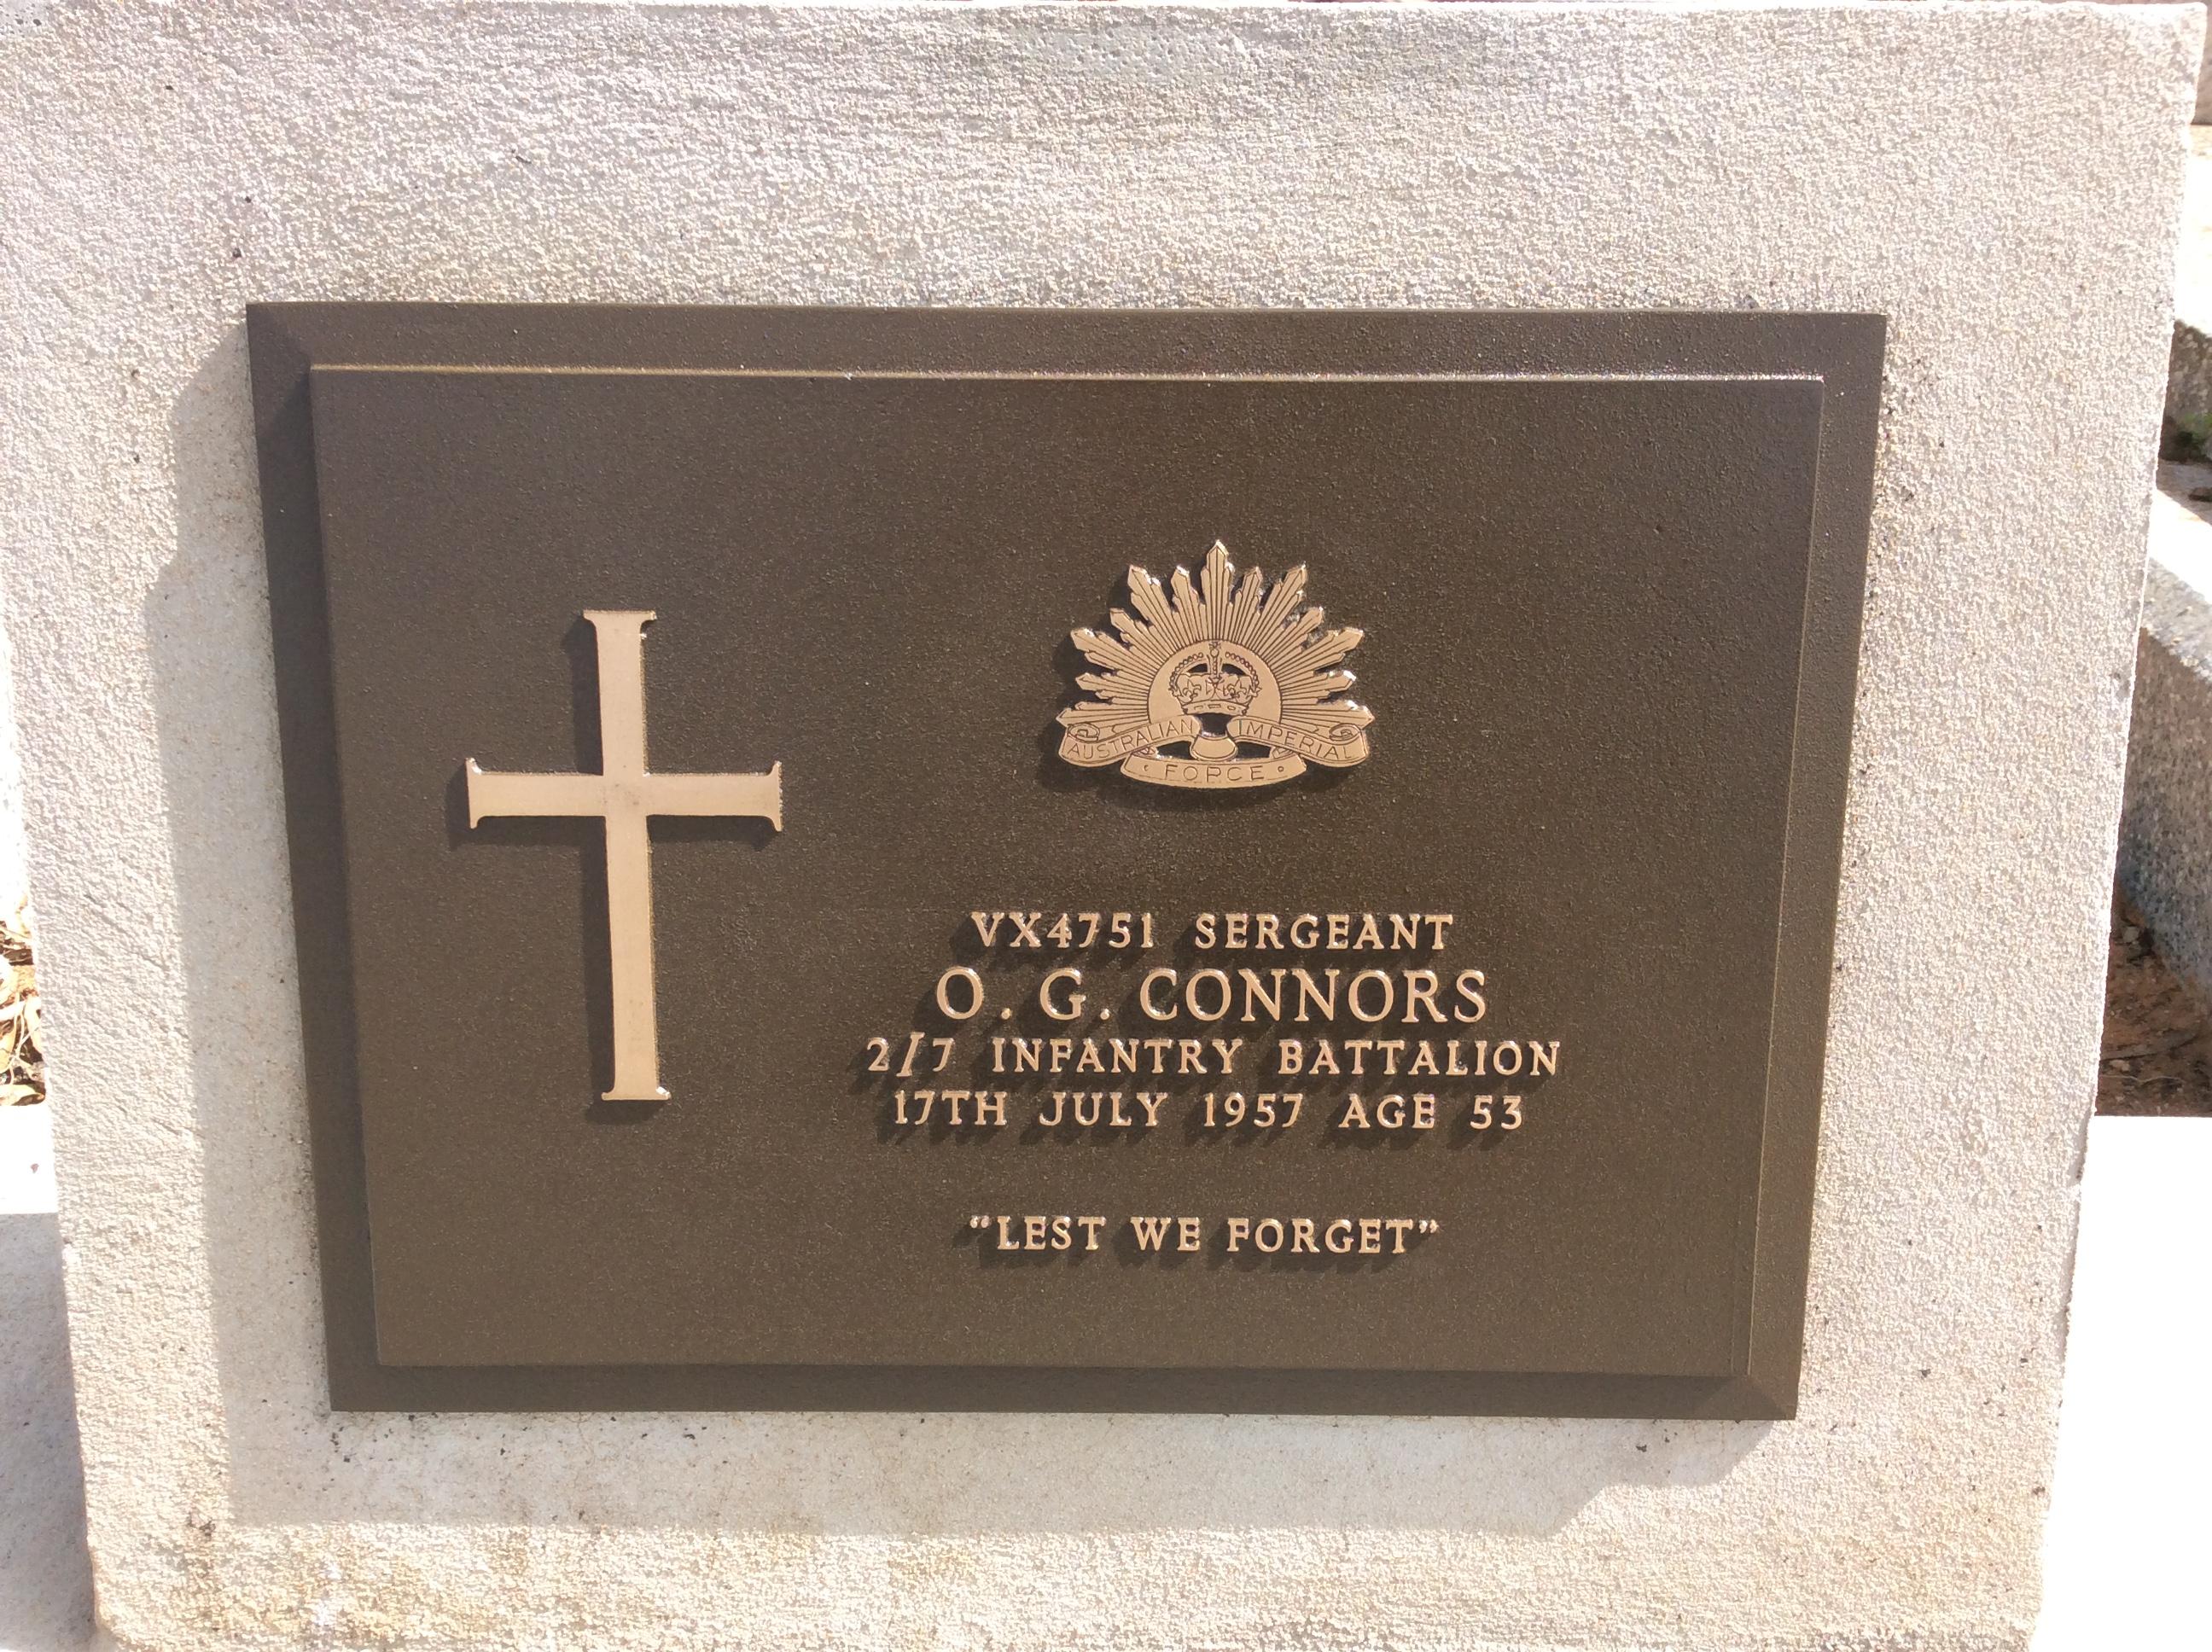 AUSTRALIAN IMPERIAL
FORCE
VX4751 SERGEANT
O. G. CONNORS
2/7 INFANTRY BATTALION
17TH JULY 1957 AGE 53
"LEST WE FORGET"